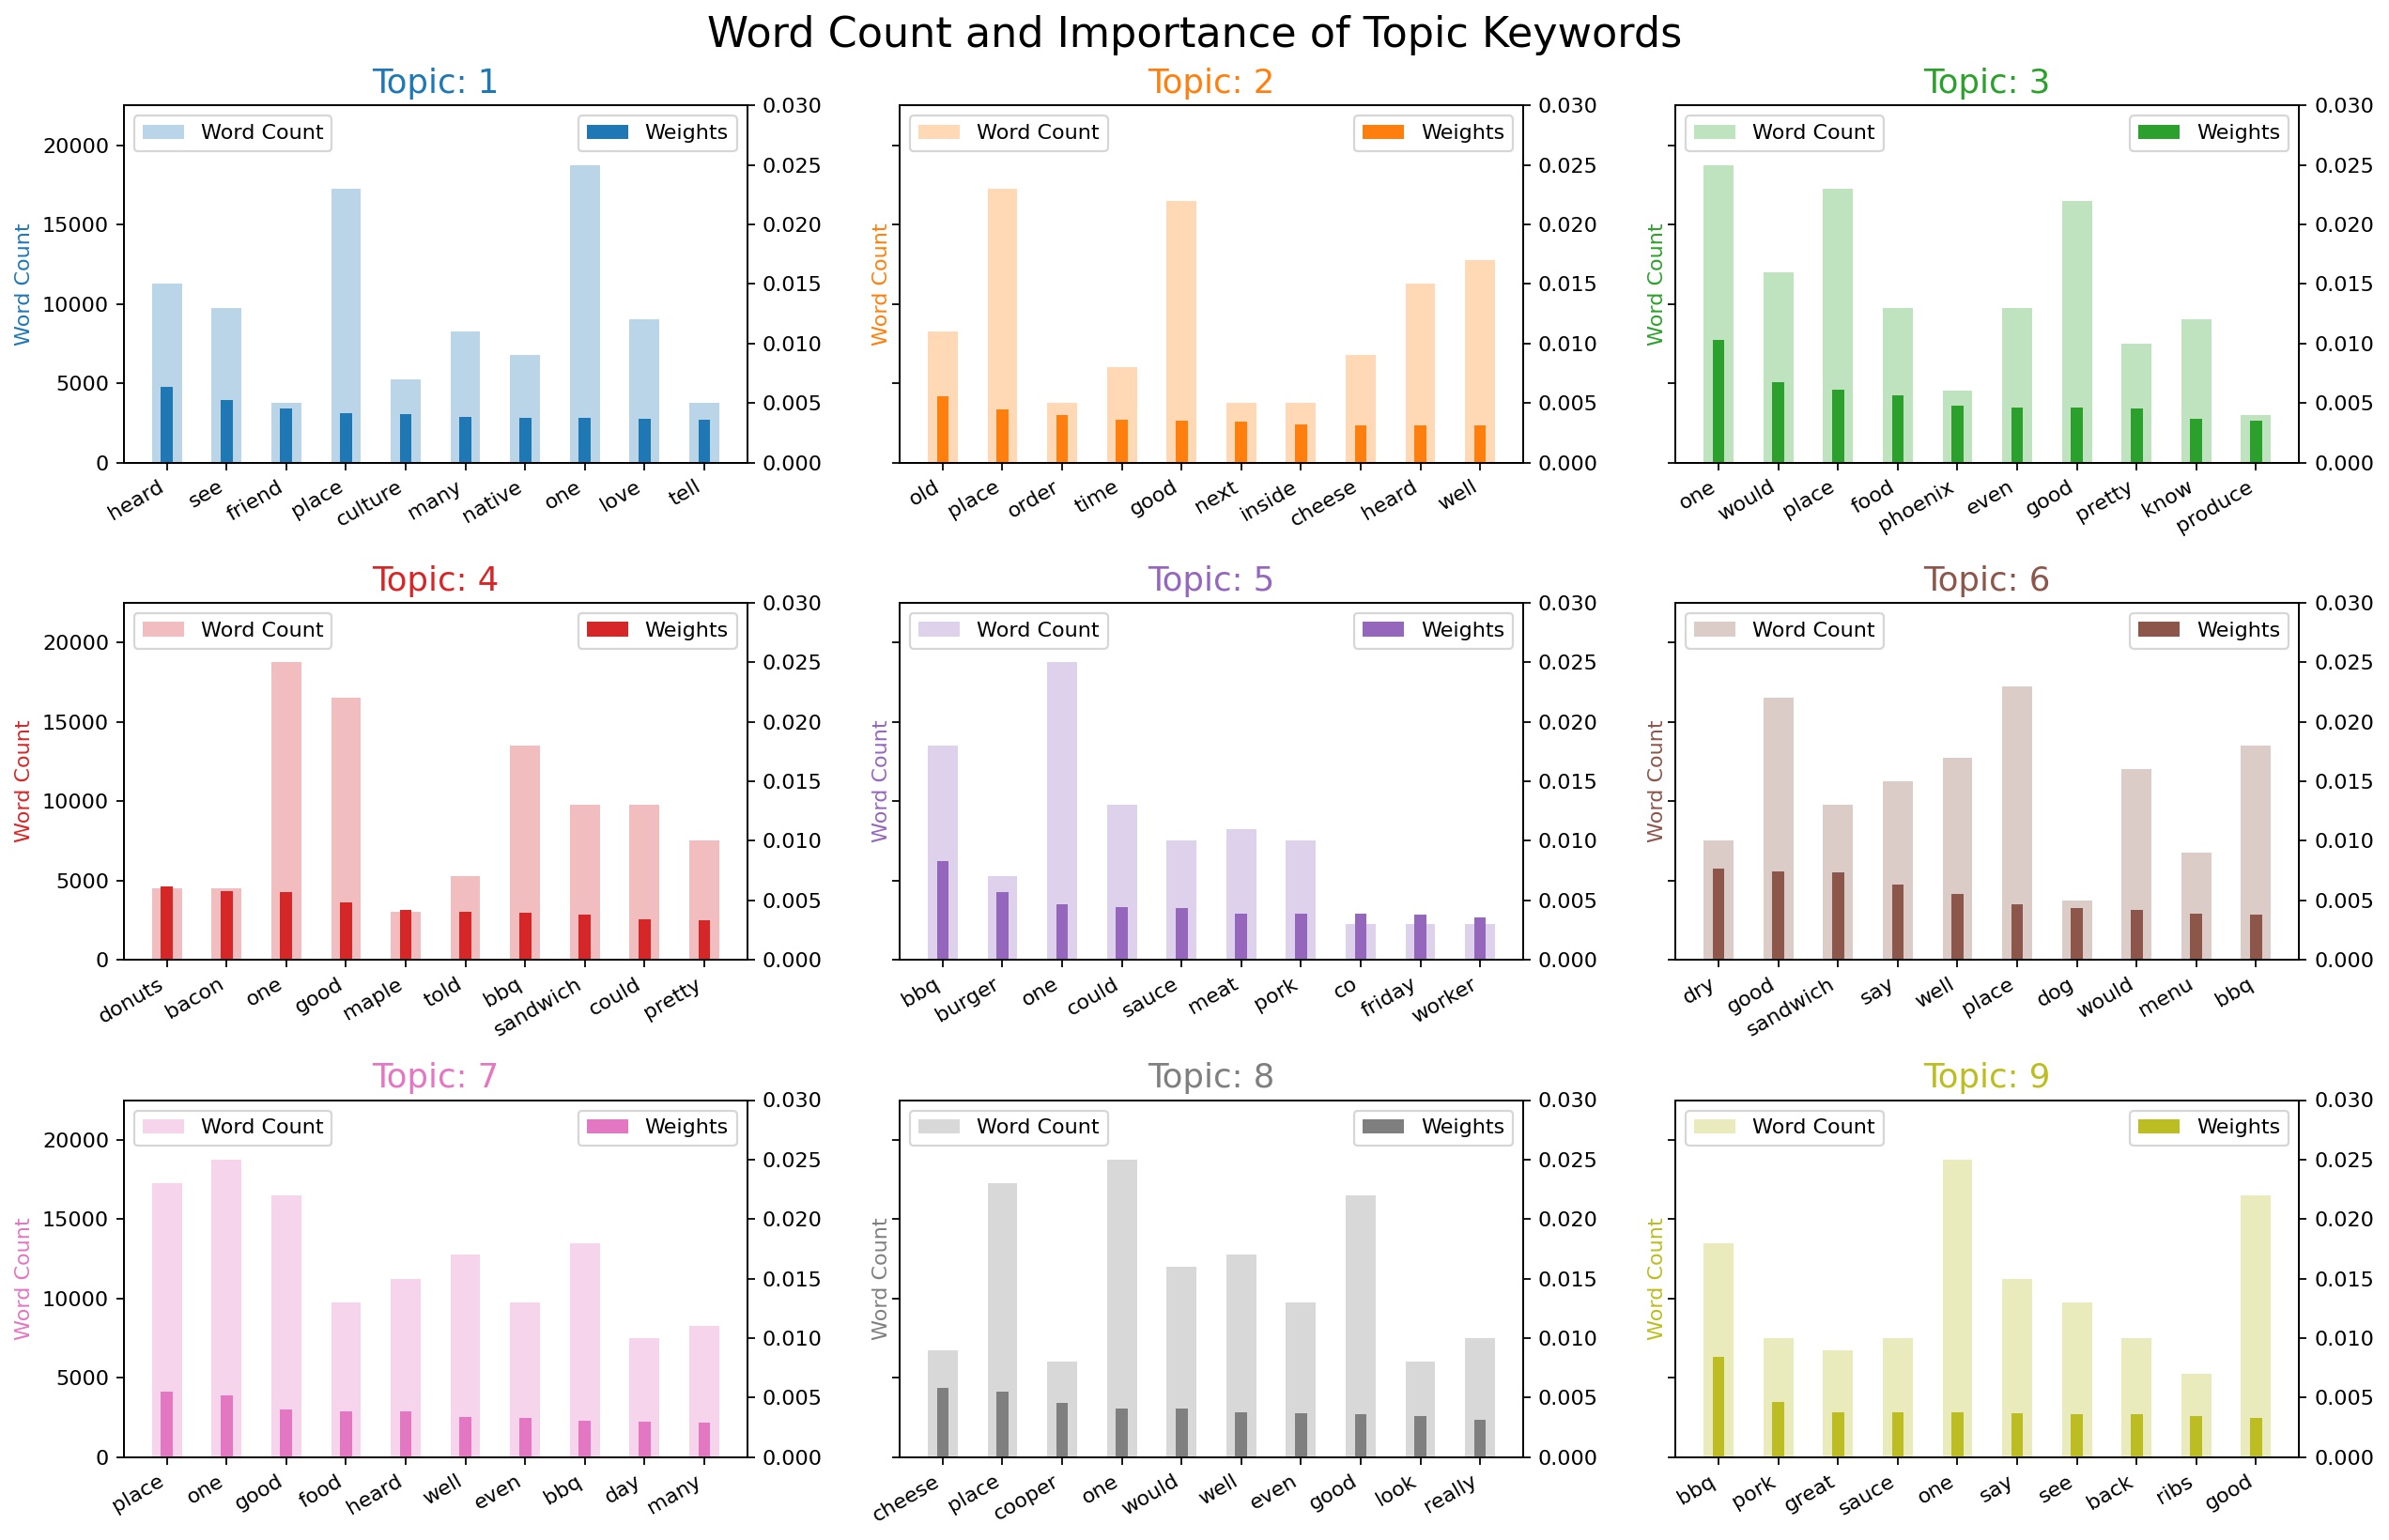 Word Count and Importance of Topic Keywords
Topic: 1
Word Count
Weights
Word Count
20000
15000
10000
5000
0
0.030
0.025
0.020
0.015
0.010
0.005
0.000
heard see friend place culture many native one love tell
Topic: 2
Word Count
Weights
Word Count
0.030
0.025
0.020
0.015
0.010
0.005
0.000
old place order time good next inside cheese heard well
Topic: 3
Word Count
Weights
Word Count
0.030
0.025
0.020
0.015
0.010
0.005
0.000
one would place food phoenix even good pretty know produce
Topic: 4
Word Count
Weights
Word Count
20000
15000
10000
5000
0
0.030
0.025
0.020
0.015
0.010
0.005
0.000
donuts bacon one good maple told bbq sandwich could pretty
Topic: 5
Word Count
Weights
Word Count
0.030
0.025
0.020
0.015
0.010
0.005
0.000
bbq burger one could sauce meat pork co friday worker
Topic: 6
Word Count
Weights
Word Count
0.030
0.025
0.020
0.015
0.010
0.005
0.000
dry good sandwich say well place dog would menu bbq
Topic: 7
Word Count
Weights
Word Count
20000
15000
10000
5000
0
0.030
0.025
0.020
0.015
0.010
0.005
0.000
place one good food heard well even bbq day many
Topic: 8
Word Count
Weights
Word Count
0.030
0.025
0.020
0.015
0.010
0.005
0.000
cheese place cooper one would well even good look really
Topic: 9
Word Count
Weights
Word Count
0.030
0.025
0.020
0.015
0.010
0.005
0.000
bbq pork great sauce one say see back ribs good